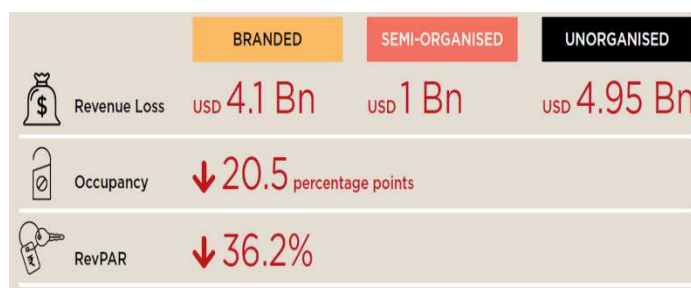 BRANDED SEMI-ORGANISED UNORGANISED
$ Revenue Loss USD 4.1 Bn USD 1 Bn USD 4.95 Bn
Occupancy 20.5 percentage points
₹ RevPAR 36.2%